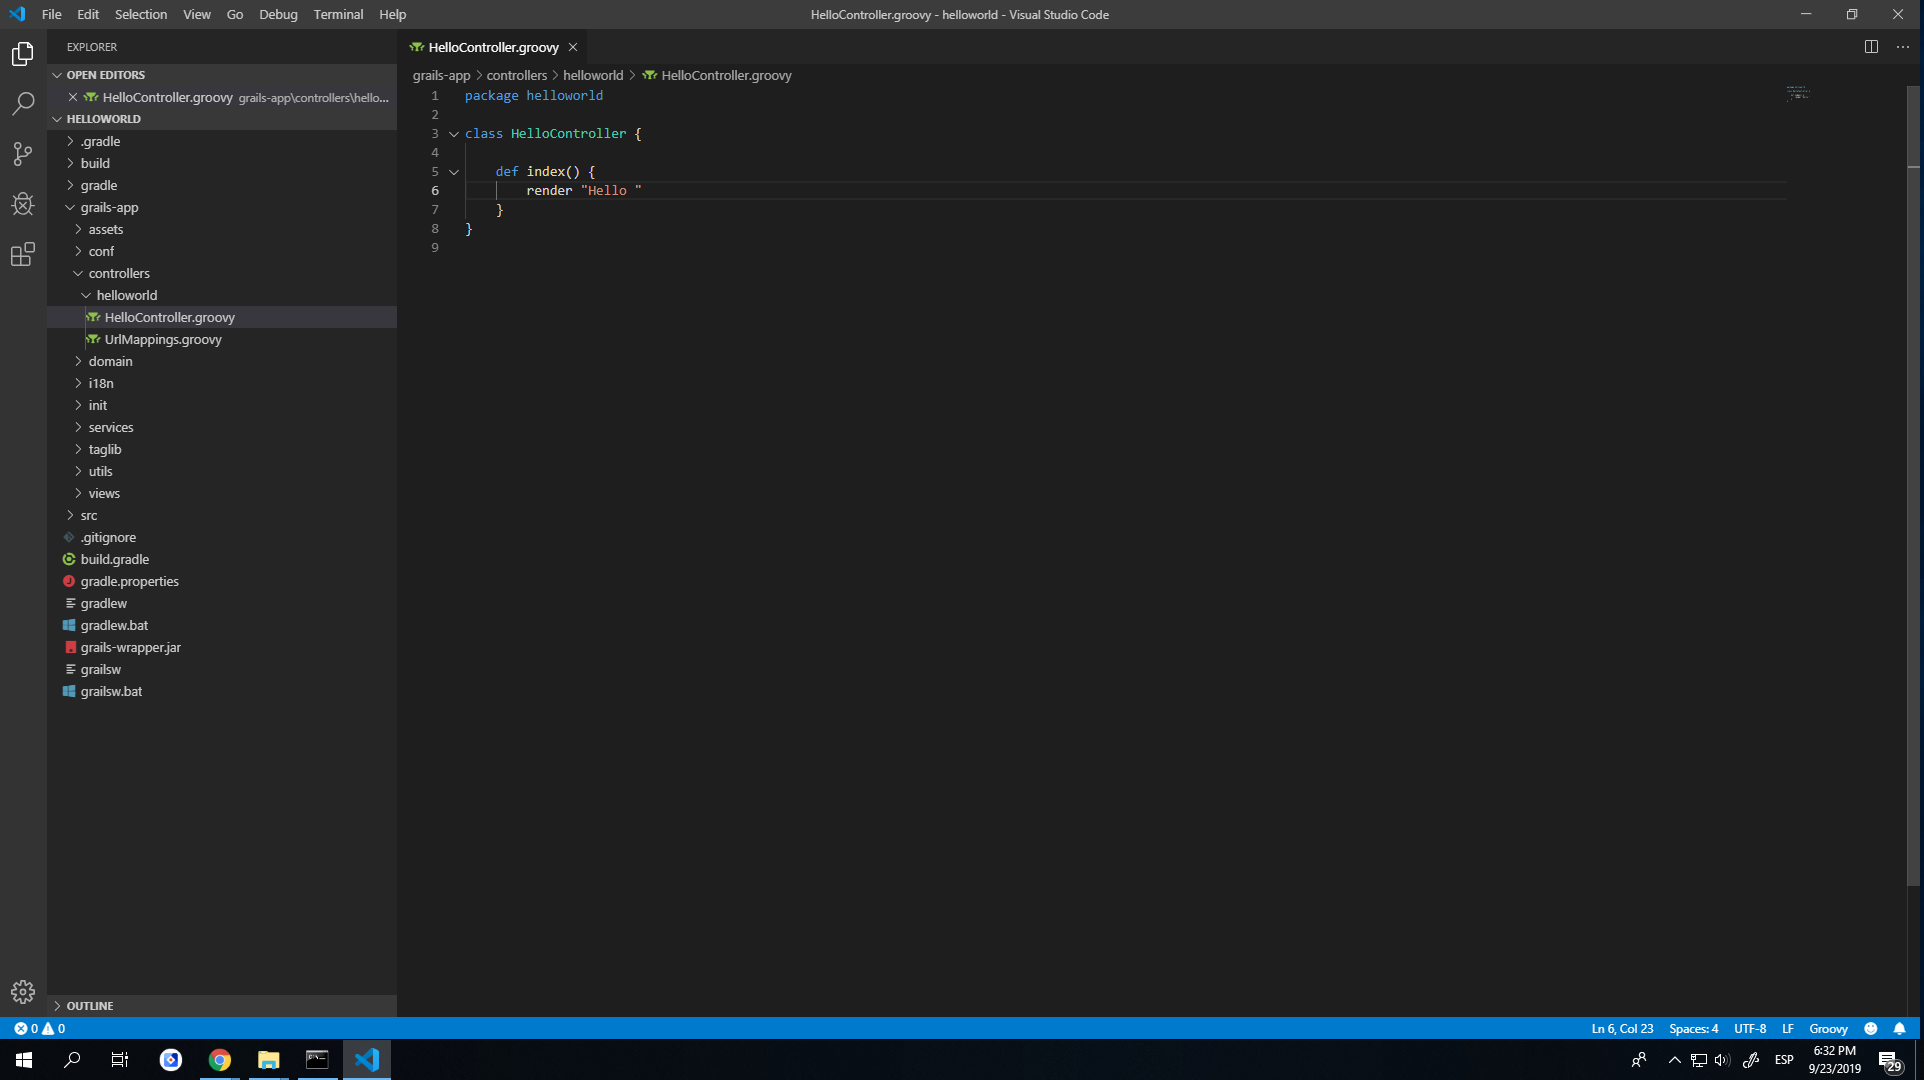 File Edit Selection View Go Debug Terminal Help
HelloController.groovy - helloworld - Visual Studio Code
EXPLORER
OPEN EDITORS
HelloController.groovy grails-app\controllers\hello...
HELLOWORLD
.gradle
build
gradle
grails-app
assets
conf
controllers
helloworld
HelloController.groovy
UrlMappings.groovy
domain
i18n
init
services
taglib
utils
views
src
.gitignore
build.gradle
gradle.properties
gradlew
gradlew.bat
grails-wrapper.jar
grailsw
grailsw.bat
OUTLINE
HelloController.groovy
grails-app > controllers > helloworld > HelloController.groovy
1 package helloworld
2
3 class HelloController {
4
5 def index() {
6 render "Hello "
7 }
8 }
9
0 0
Ln 6, Col 23 Spaces: 4 UTF-8 LF Groovy
ESP
6:32 PM
9/23/2019
29